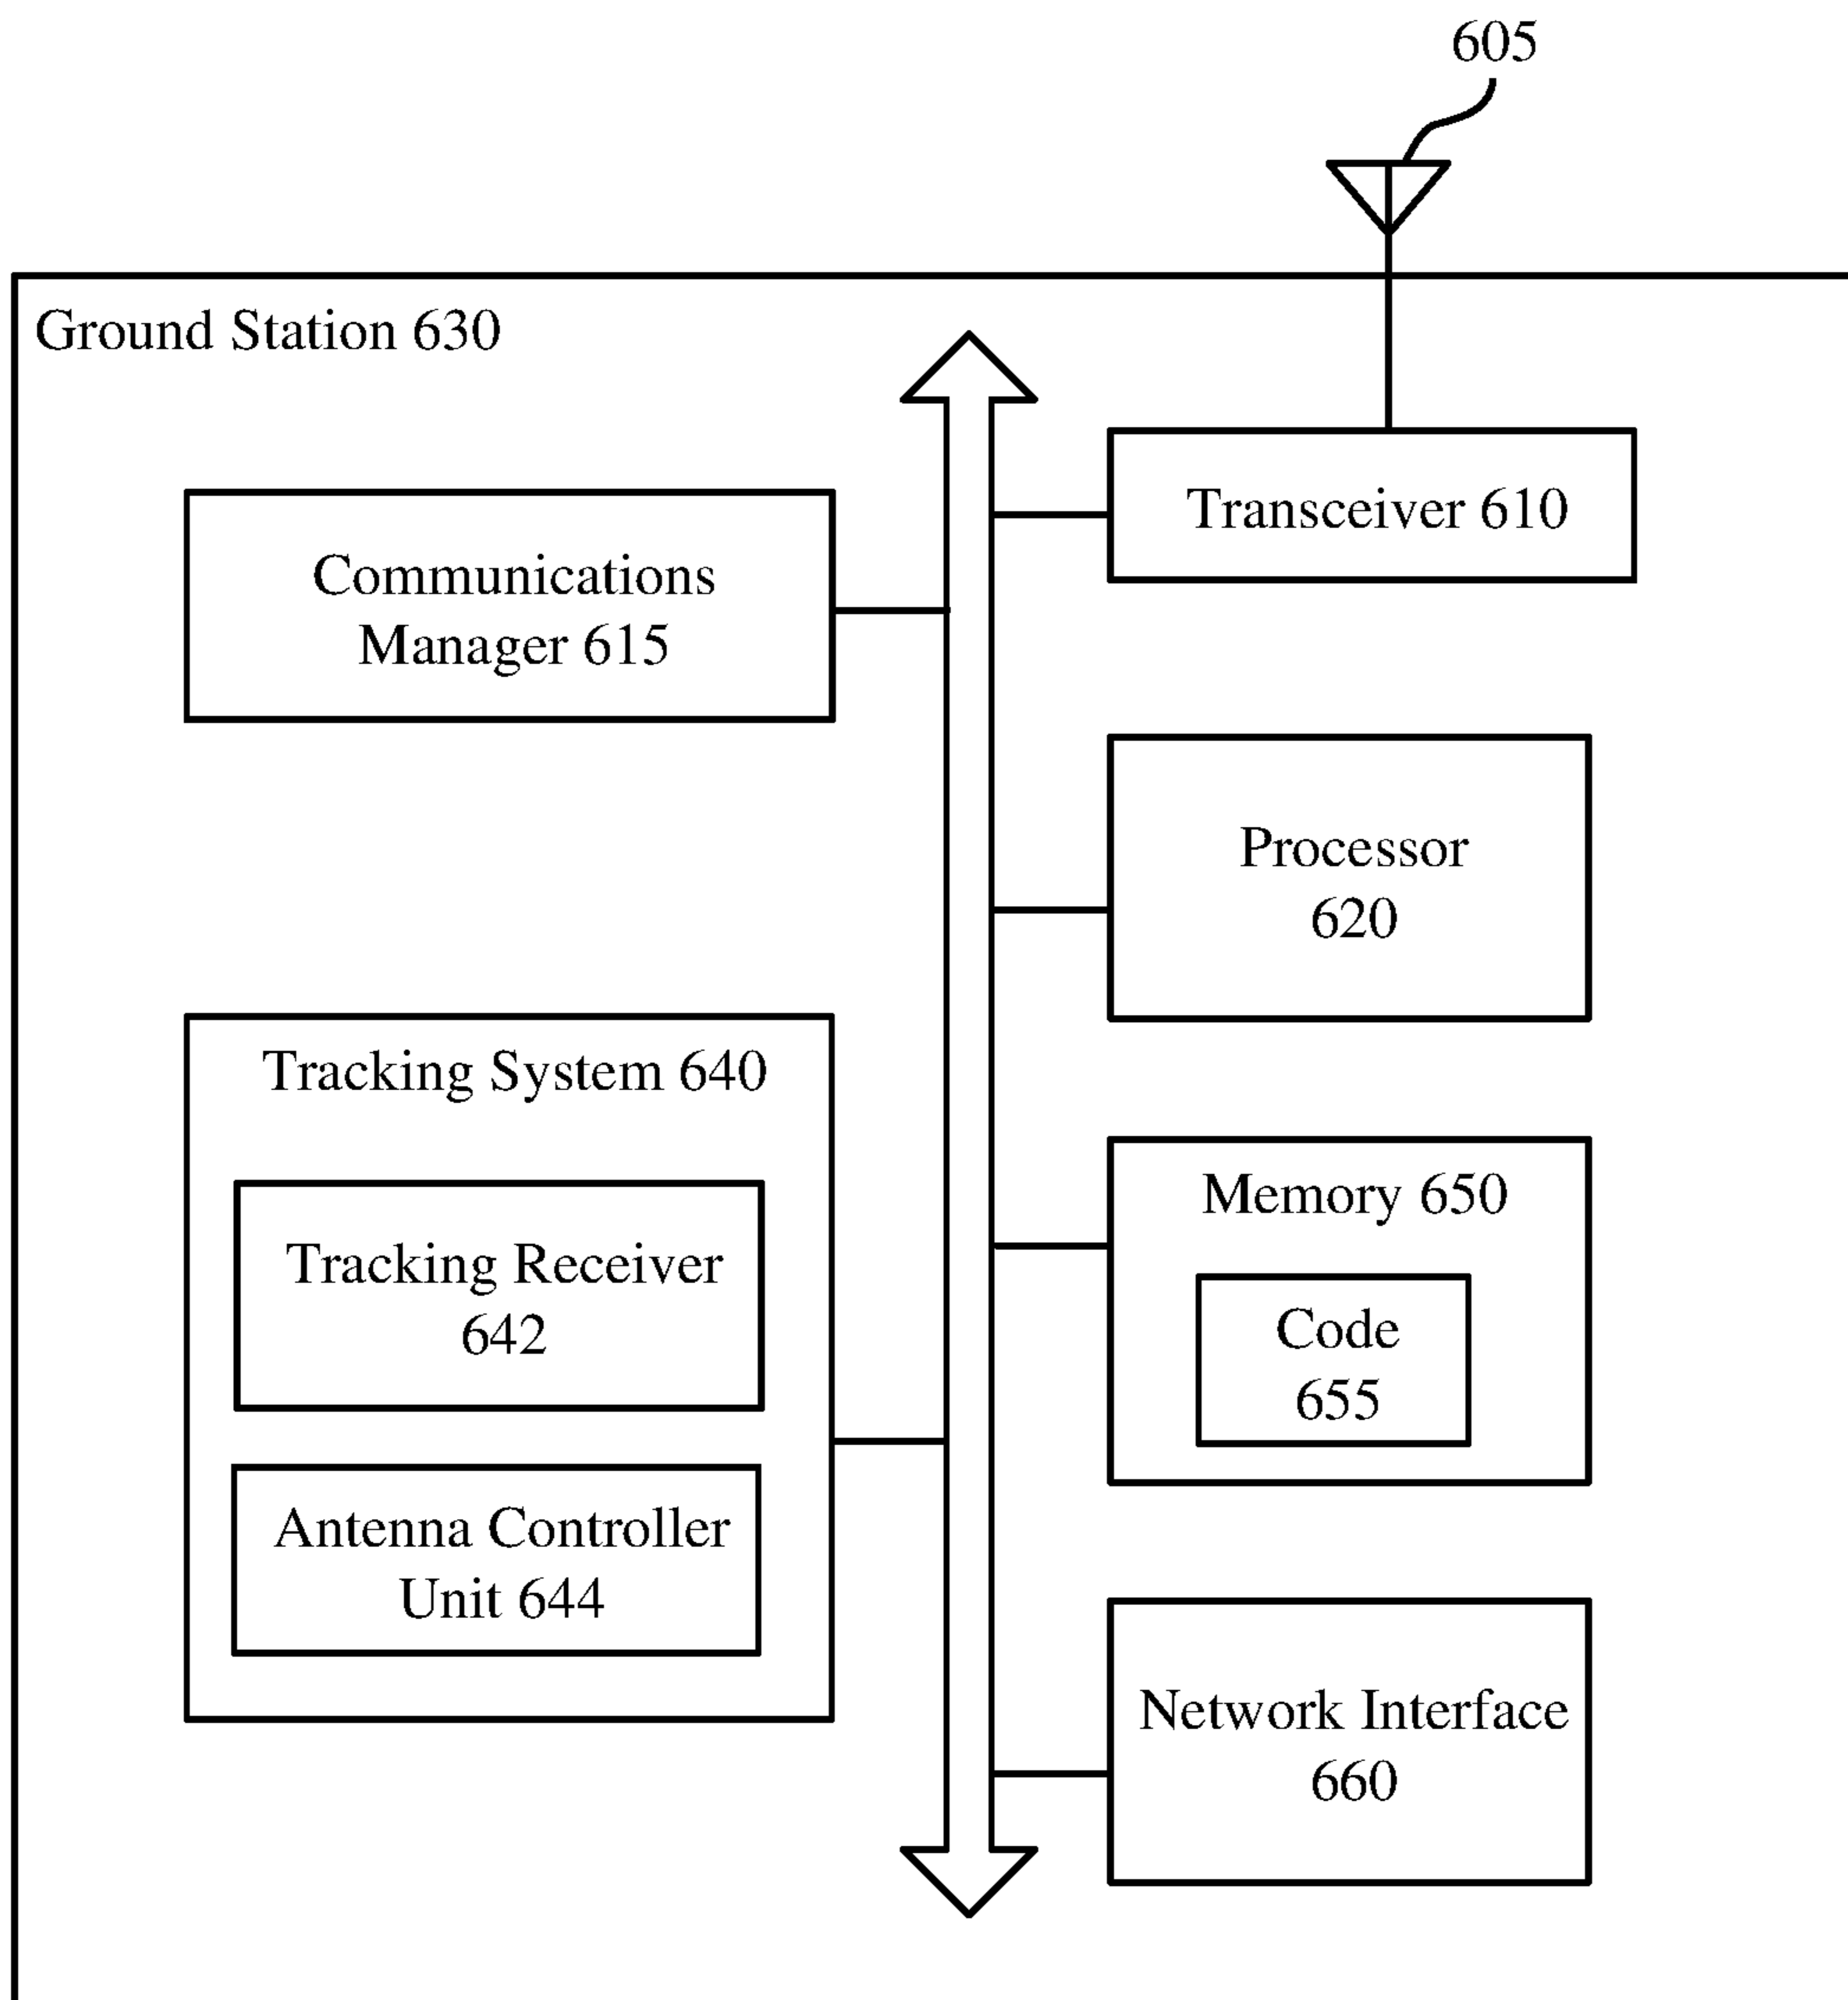 605
Ground Station 630
Transceiver 610
Communications
Manager 615
Processor
620
Tracking System 640
Tracking Receiver
642
Antenna Controller
Unit 644
Memory 650
Code
655
Network Interface
660